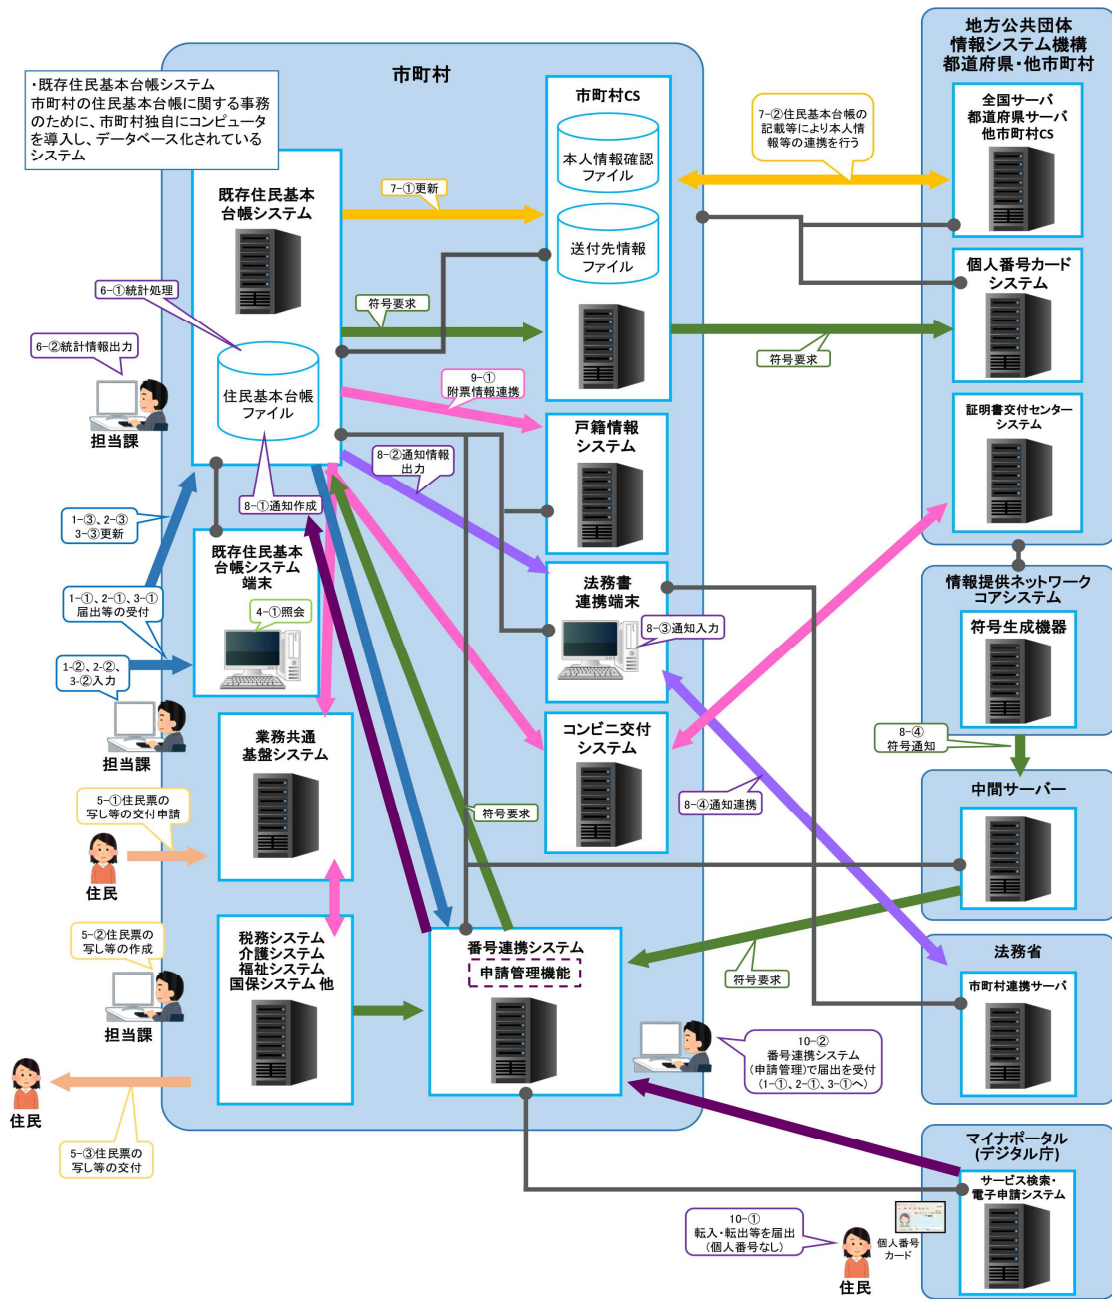 ・既存住民基本台帳システム
市町村の住民基本台帳に関する事務
のために、市町村独自にコンピュータ
を導入し、データベース化されている
システム
市町村
地方公共団体
情報システム機構
都道府県・他市町村
既存住民基本
台帳システム
7-①更新
市町村CS
本人情報確認
ファイル
送付先情報
ファイル
7-②住民基本台帳の
記載等により本人情
報等の連携を行う
全国サーバ
都道府県サーバ
他市町村CS
個人番号カード
システム
6-①統計処理
6-②統計情報出力
担当課
符号要求
符号要求
住民基本台帳
ファイル
9-①
附票情報連携
戸籍情報
システム
証明書交付センター
システム
8-②通知情報
出力
8-①通知作成
1-③、2-③
3-③更新
既存住民基本
台帳システム
端末
4-①照会
1-①、2-①、3-①
届出等の受付
1-②、2-②、
3-②入力
担当課
法務書
連携端末
8-③通知入力
情報提供ネットワーク
コアシステム
符号生成機器
8-④
符号通知
業務共通
基盤システム
コンビニ交付
システム
8-④通知連携
符号要求
中間サーバー
5-①住民票の
写し等の交付申請
住民
5-②住民票の
写し等の作成
担当課
税務システム
介護システム
福祉システム
国保システム 他
番号連携システム
申請管理機能
符号要求
法務省
市町村連携サーバ
住民
5-③住民票の
写し等の交付
10-②
番号連携システム
(申請管理)で届出を受付
(1-①、2-①、3-①へ)
マイナポータル
(デジタル庁)
サービス検索・
電子申請システム
10-①
転入・転出等を届出
(個人番号なし)
住民
個人番号
カード